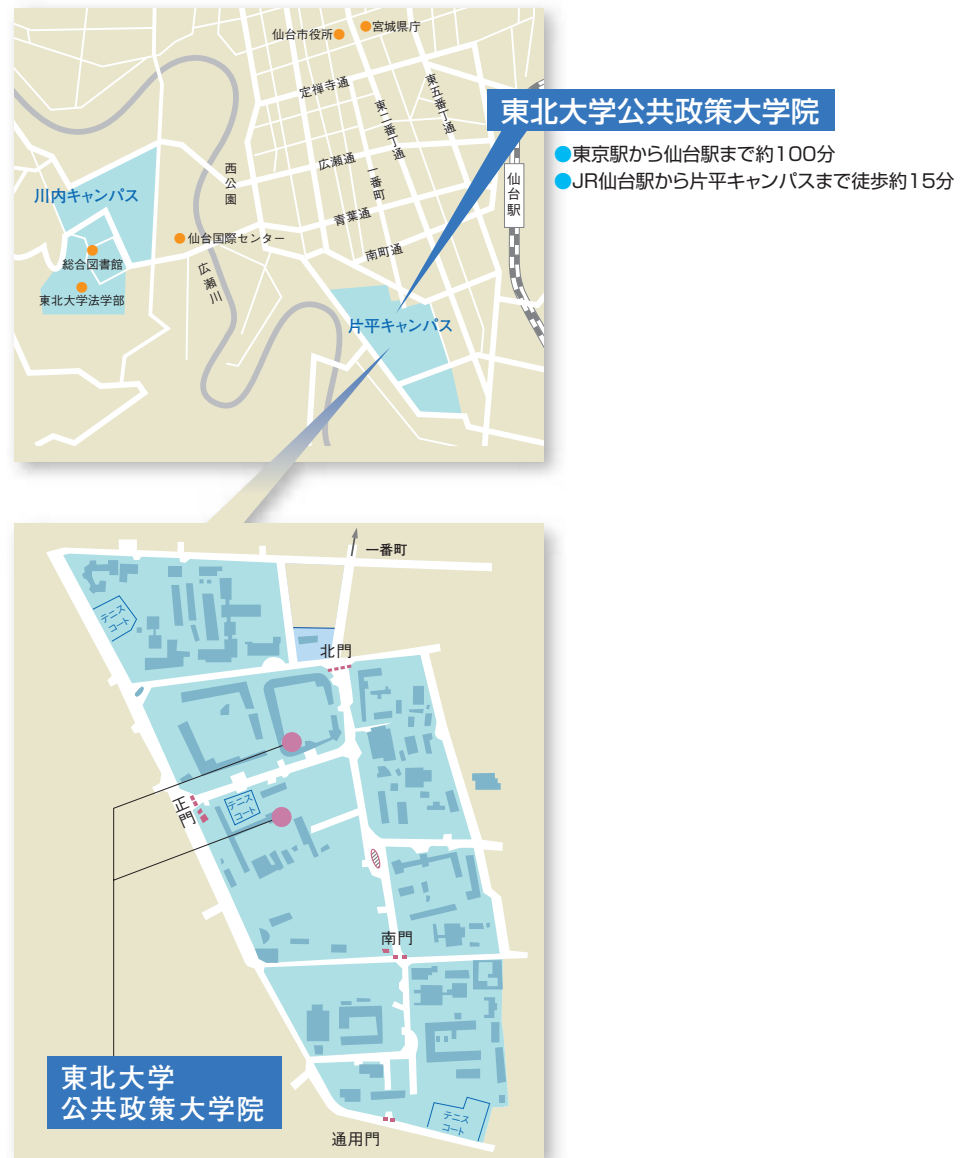 仙台市役所
宮城県庁
定禅寺通
東二番丁通
東五番丁通
東北大学公共政策大学院
●東京駅から仙台駅まで約100分
●JR仙台駅から片平キャンパスまで徒歩約15分
広瀬通
一番町
西公園
仙台駅
川内キャンパス
青葉通
仙台国際センター
南町通
総合図書館
広瀬川
東北大学法学部
片平キャンパス
一番町
テニス
コート
北門
正門
テニス
コート
南門
東北大学
公共政策大学院
テニス
コート
通用門